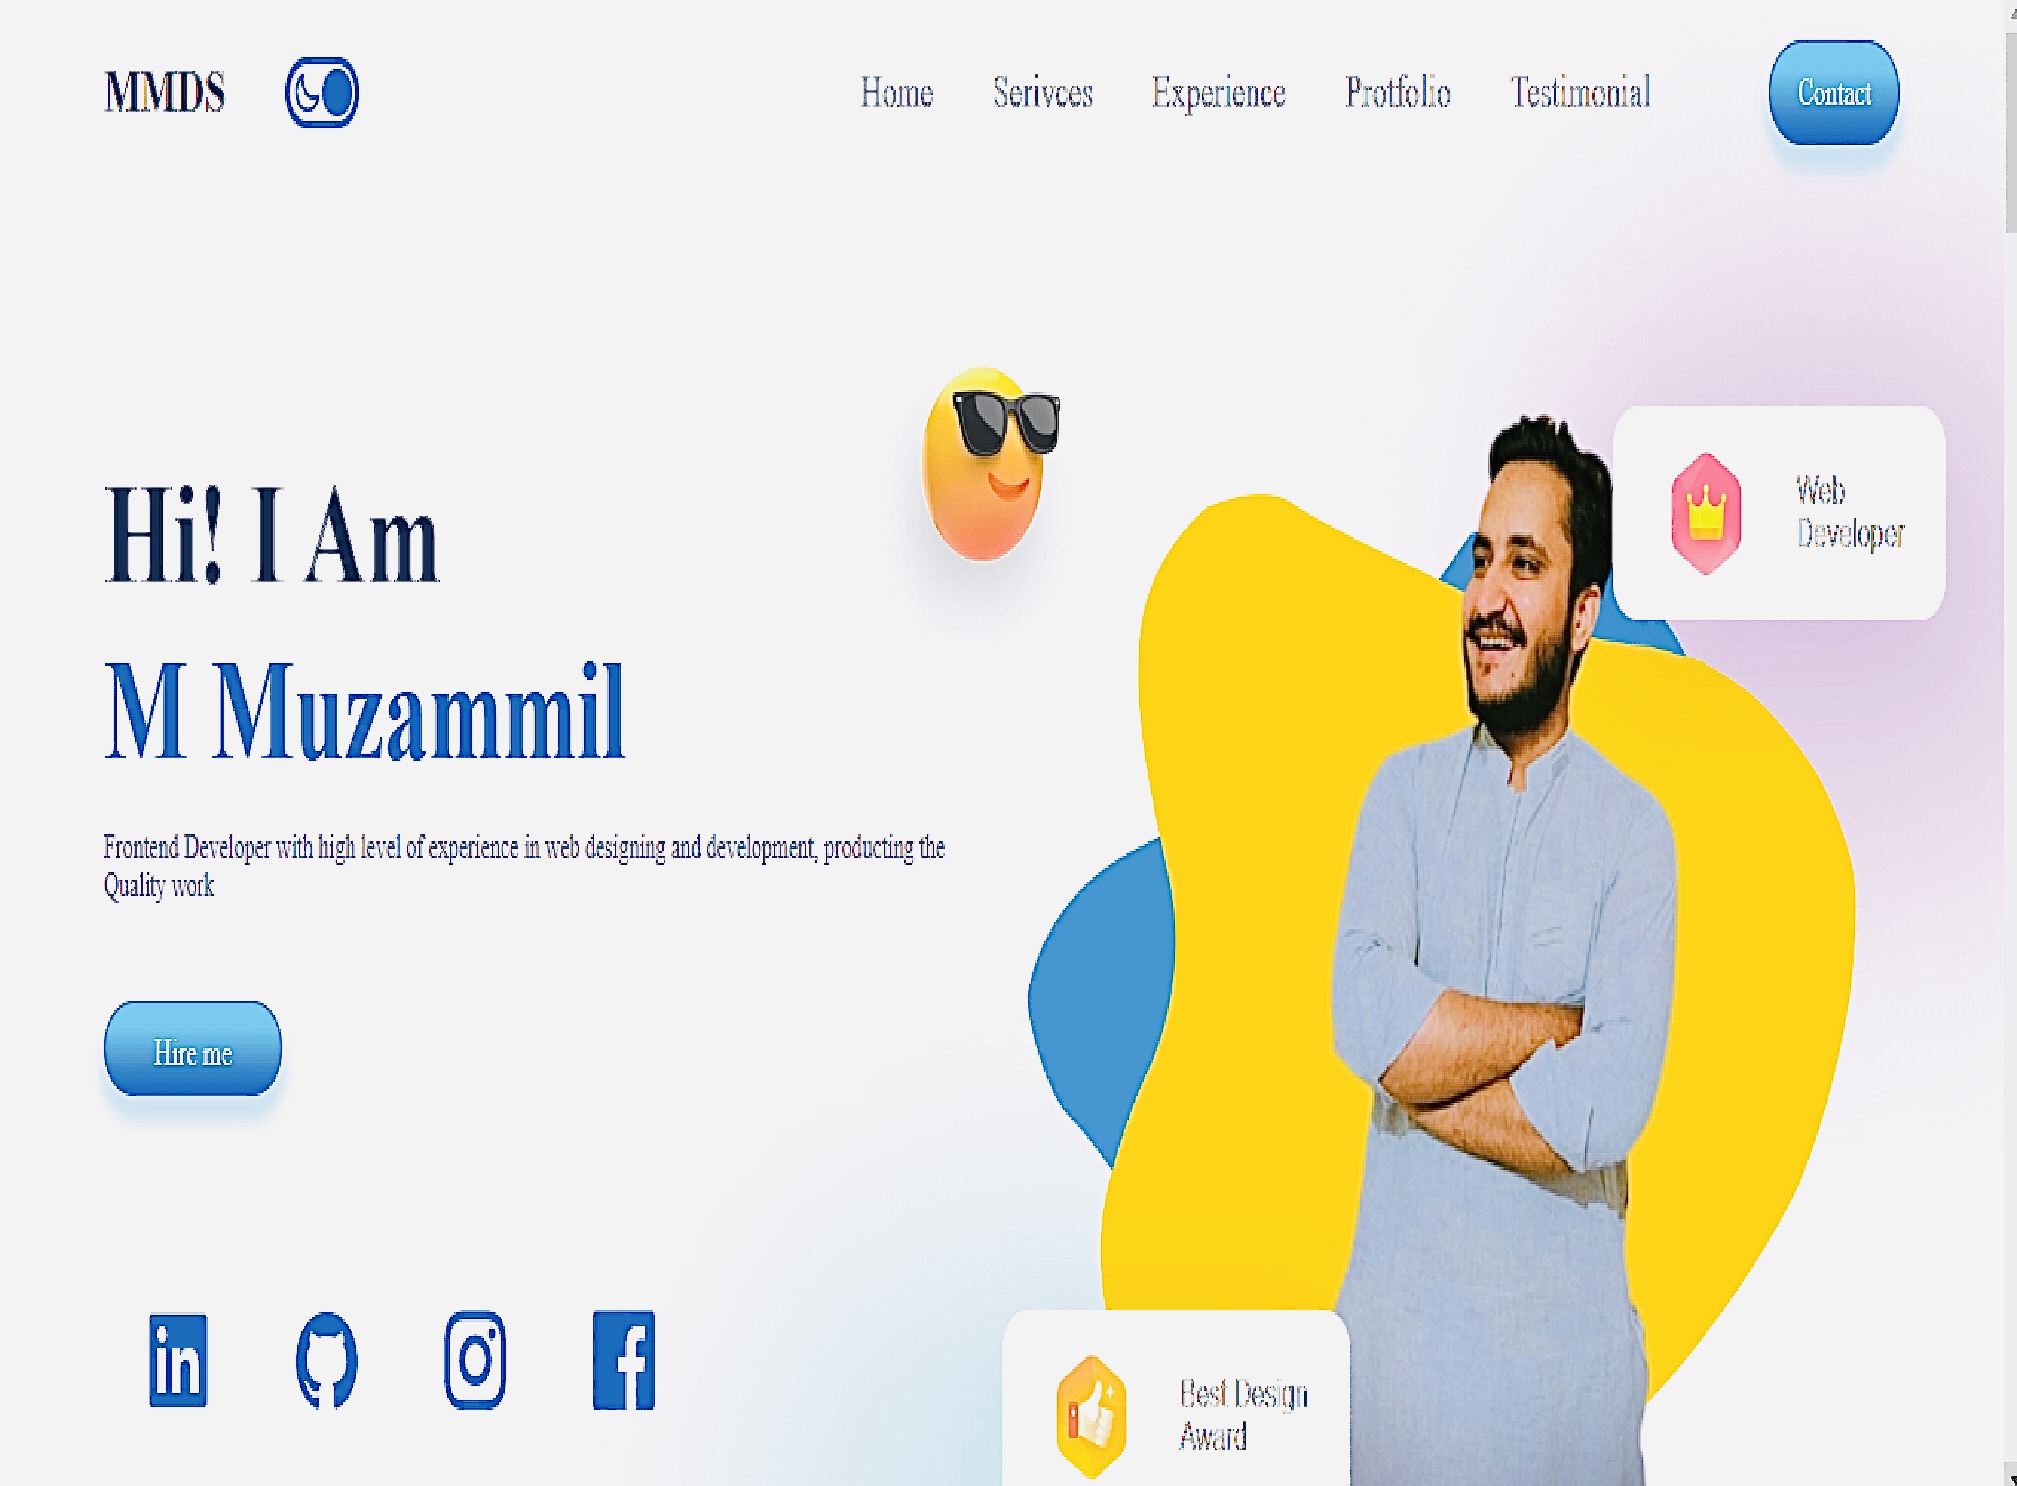 MMDS
Home Serivces Experience Protfolio Testimonial Contact
Hi! I Am
M Muzammil
Frontend Developer with high level of experience in web designing and development, producting the
Quality work
Hire me
Web
Developer
Best Design
Award